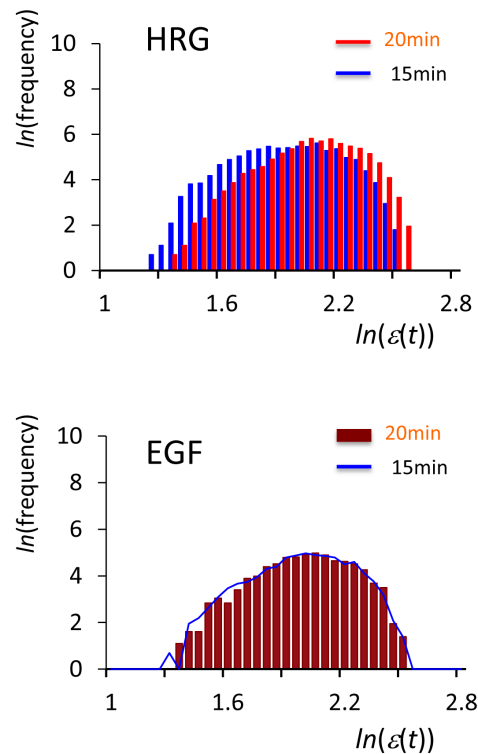 HRG
20min
15min
ln(frequency)
10
8
6
4
2
0
1
1.6
2.2
2.8
ln(ε(t))
EGF
20min
15min
ln(frequency)
10
8
6
4
2
0
1
1.6
2.2
2.8
ln(ε(t))